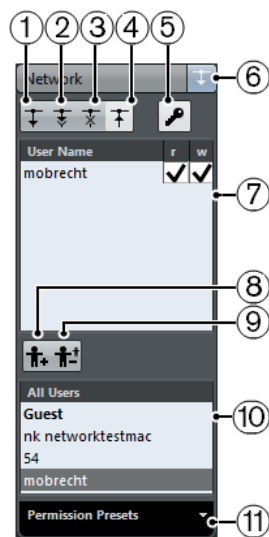 1 2 3 4 5
Network 6
User Name r w
mobrecht 7
8
9
All Users
Guest 10
nk networktestmac
54
mobrecht
Permission Presets 11